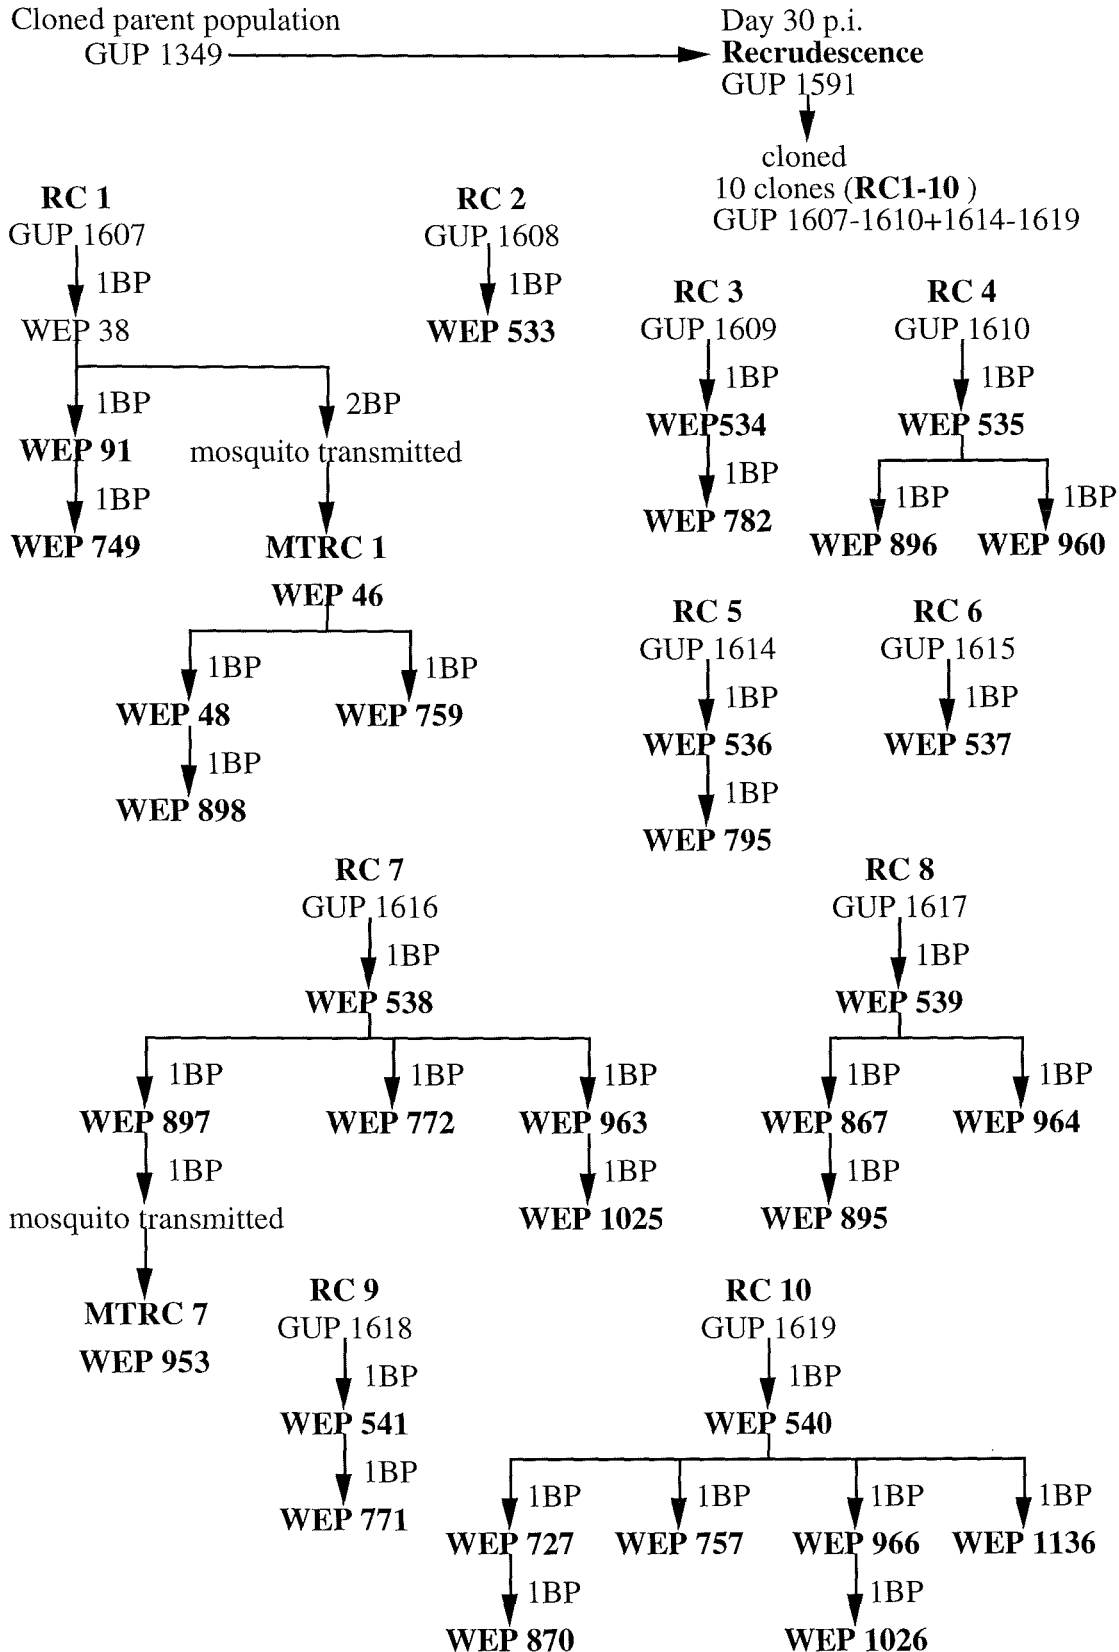 Cloned parent population
GUP 1349
Day 30 p.i.
Recrudescence
GUP 1591
cloned
10 clones (RC1-10 )
GUP 1607-1610+1614-1619
RC 1
GUP 1607
1BP
WEP 38
1BP
2BP
WEP 91
mosquito transmitted
1BP
WEP 749
MTRC 1
WEP 46
1BP
1BP
WEP 48
WEP 759
1BP
WEP 898
RC 2
GUP 1608
1BP
WEP 533
RC 3
GUP 1609
1BP
WEP534
1BP
WEP 782
RC 4
GUP 1610
1BP
WEP 535
1BP
1BP
WEP 896
WEP 960
RC 5
GUP 1614
1BP
WEP 536
1BP
WEP 795
RC 6
GUP 1615
1BP
WEP 537
RC 7
GUP 1616
1BP
WEP 538
1BP
1BP
1BP
WEP 897
WEP 772
WEP 963
1BP
1BP
mosquito transmitted
WEP 1025
MTRC 7
WEP 953
RC 8
GUP 1617
1BP
WEP 539
1BP
1BP
WEP 867
WEP 964
1BP
WEP 895
RC 9
GUP 1618
1BP
WEP 541
1BP
WEP 771
RC 10
GUP 1619
1BP
WEP 540
1BP
1BP
1BP
1BP
WEP 727
WEP 757
WEP 966
WEP 1136
1BP
1BP
WEP 870
WEP 1026